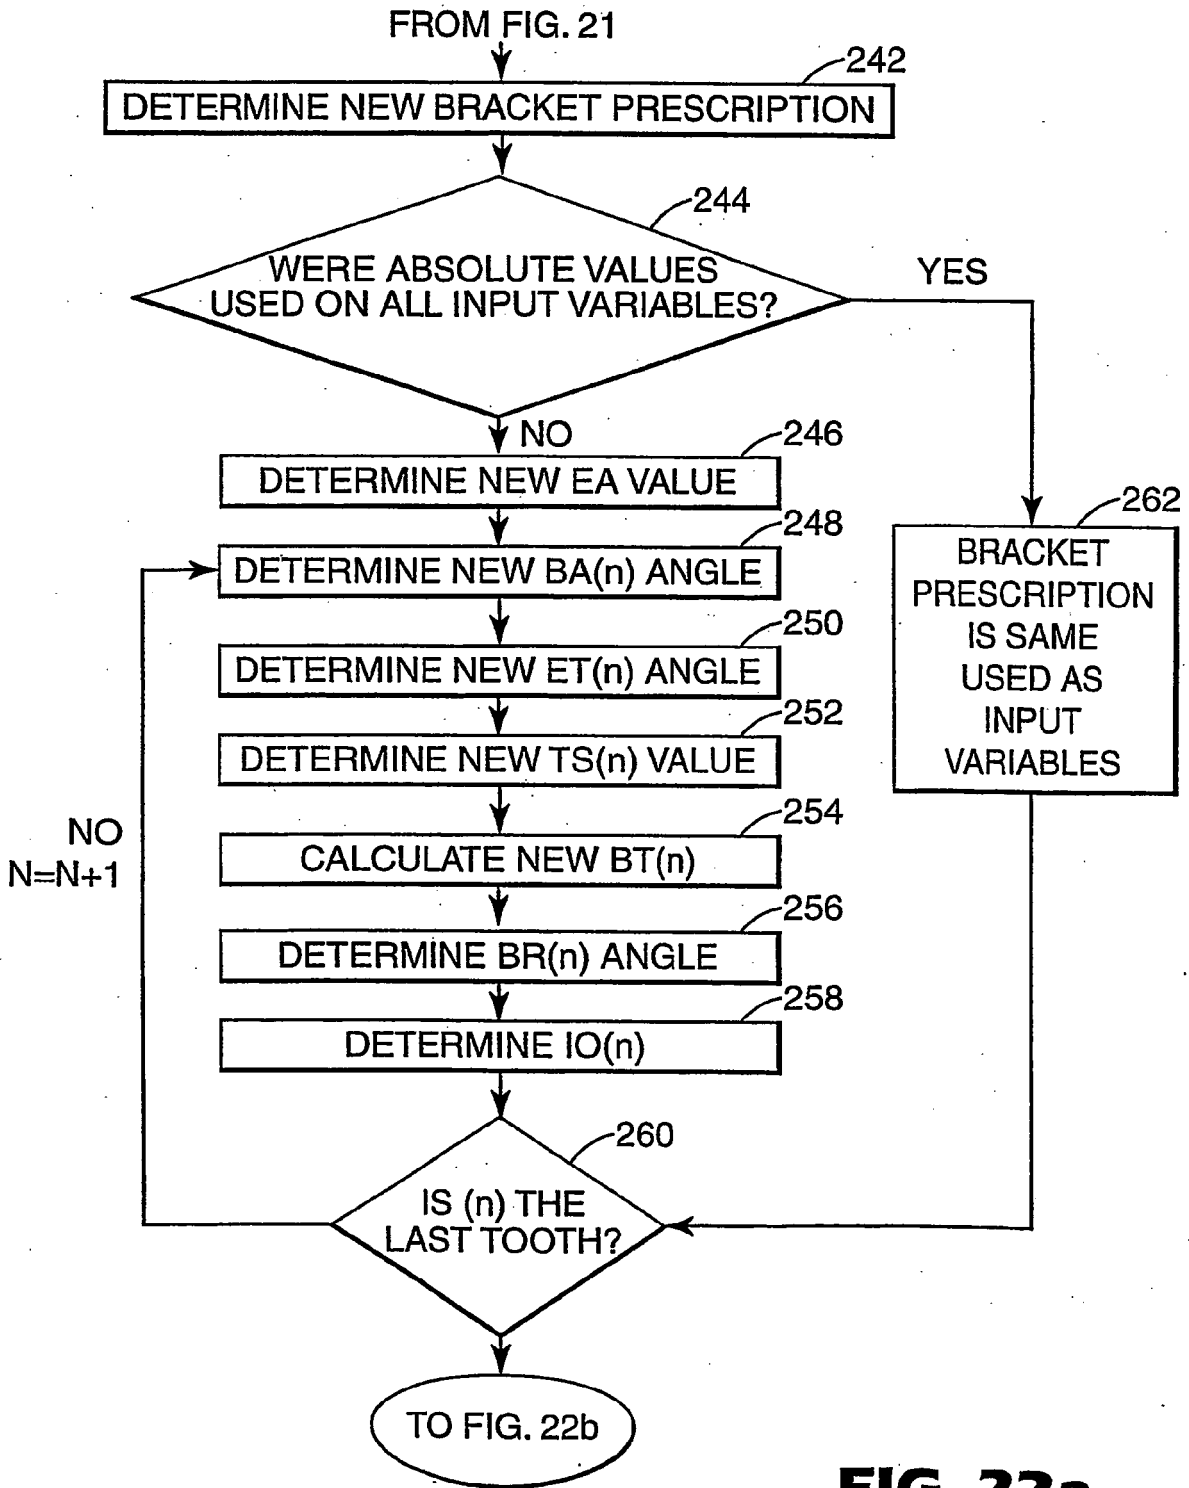 FROM FIG. 21
242
DETERMINE NEW BRACKET PRESCRIPTION
244
WERE ABSOLUTE VALUES
USED ON ALL INPUT VARIABLES?
YES
NO
246
DETERMINE NEW EA VALUE
248
DETERMINE NEW BA(n) ANGLE
250
DETERMINE NEW ET(n) ANGLE
252
DETERMINE NEW TS(n) VALUE
254
CALCULATE NEW BT(n)
256
DETERMINE BR(n) ANGLE
258
DETERMINE IO(n)
262
BRACKET
PRESCRIPTION
IS SAME
USED AS
INPUT
VARIABLES
NO
N=N+1
260
IS (n) THE
LAST TOOTH?
TO FIG. 22b
FIG. 22a